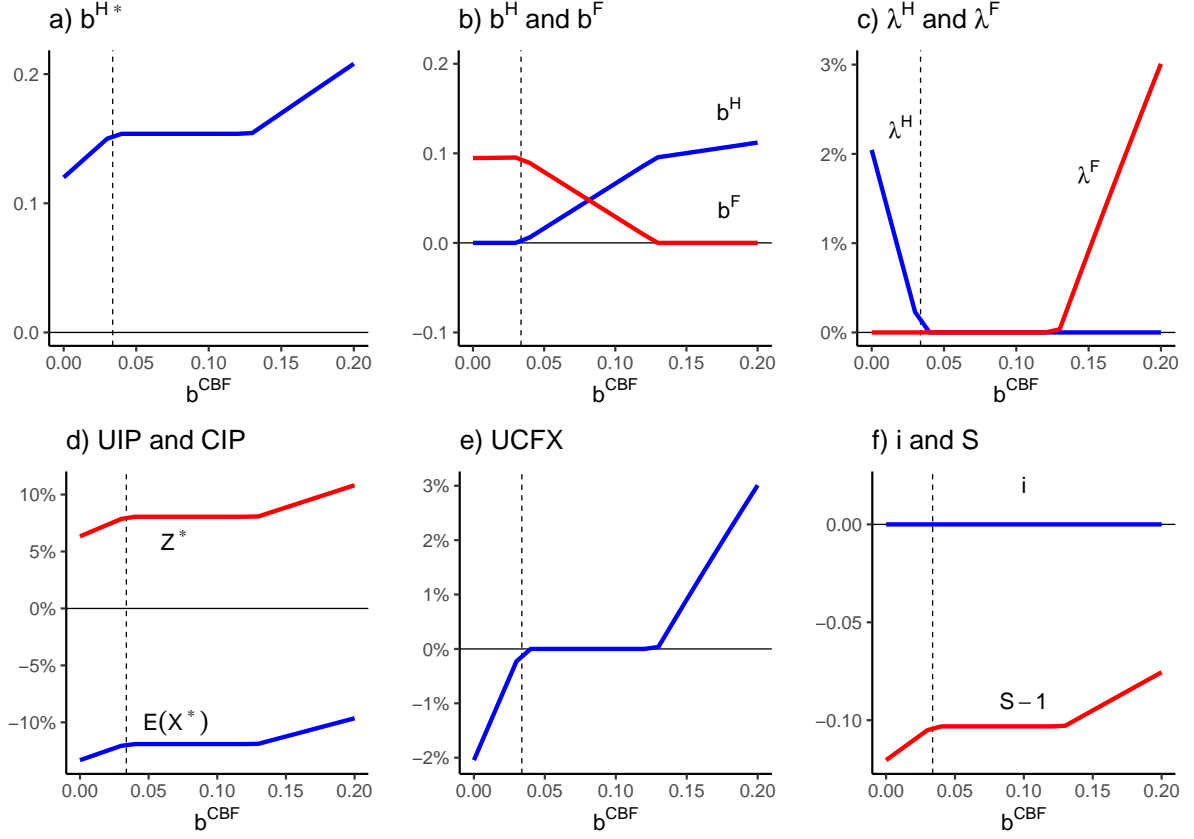 a) b^H* 
b) b^H and b^F
c) λ^H and λ^F
0.2
0.1
0.0
0.00 0.05 0.10 0.15 0.20
b^CBF
0.2
0.1
0.0
−0.1
b^H
b^F
0.00 0.05 0.10 0.15 0.20
b^CBF
3%
2%
1%
0%
λ^H
λ^F
0.00 0.05 0.10 0.15 0.20
b^CBF
d) UIP and CIP
e) UCFX
f) i and S
10%
5%
0%
−5%
−10%
Z*
E(X*)
0.00 0.05 0.10 0.15 0.20
b^CBF
3%
2%
1%
0%
−1%
−2%
0.00 0.05 0.10 0.15 0.20
b^CBF
0.00
−0.05
−0.10
i
S − 1
0.00 0.05 0.10 0.15 0.20
b^CBF